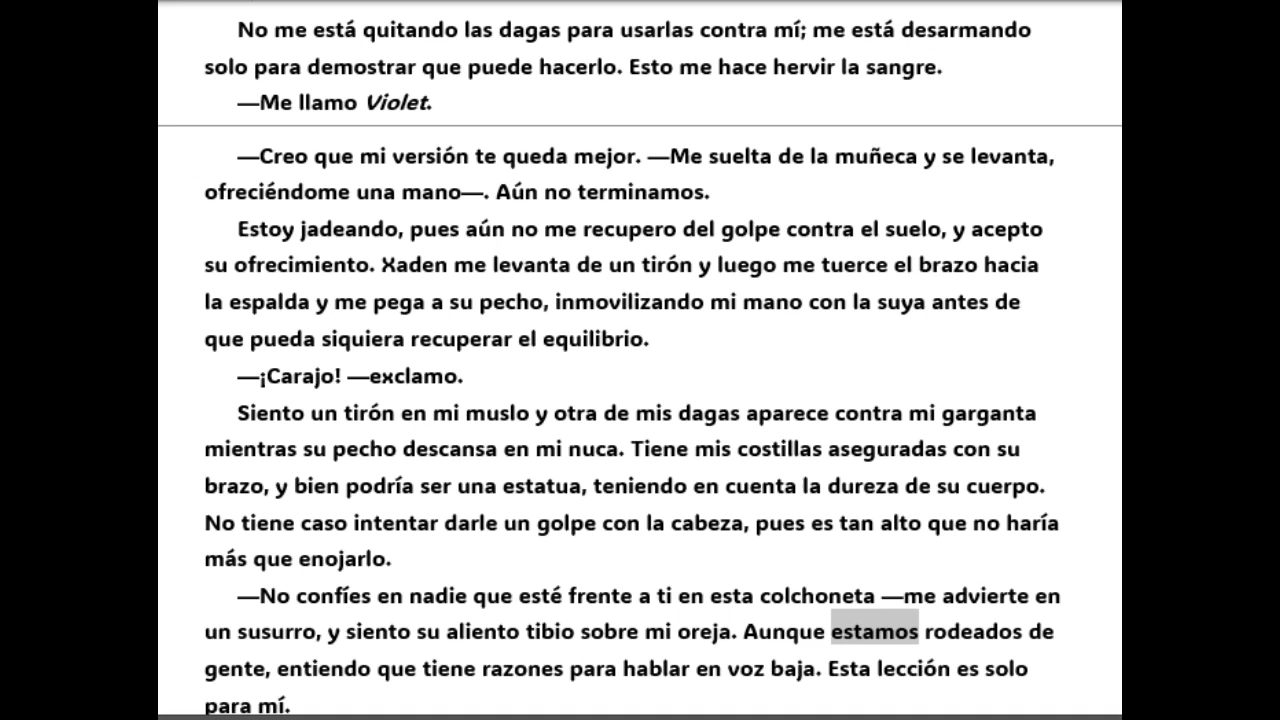 No me está quitando las dagas para usarlas contra mí; me está desarmando
solo para demostrar que puede hacerlo. Esto me hace hervir la sangre.
—Me llamo Violet.
—Creo que mi versión te queda mejor. —Me suelta de la muñeca y se levanta,
ofreciéndome una mano—. Aún no terminamos.
Estoy jadeando, pues aún no me recupero del golpe contra el suelo, y acepto
su ofrecimiento. Xaden me levanta de un tirón y luego me tuerce el brazo hacia
la espalda y me pega a su pecho, inmovilizando mi mano con la suya antes de
que pueda siquiera recuperar el equilibrio.
—¡Carajo! —exclamo.
Siento un tirón en mi muslo y otra de mis dagas aparece contra mi garganta
mientras su pecho descansa en mi nuca. Tiene mis costillas aseguradas con su
brazo, y bien podría ser una estatua, teniendo en cuenta la dureza de su cuerpo.
No tiene caso intentar darle un golpe con la cabeza, pues es tan alto que no haría
más que enojarlo.
—No confíes en nadie que esté frente a ti en esta colchoneta —me advierte en
un susurro, y siento su aliento tibio sobre mi oreja. Aunque estamos rodeados de
gente, entiendo que tiene razones para hablar en voz baja. Esta lección es solo
para mí.